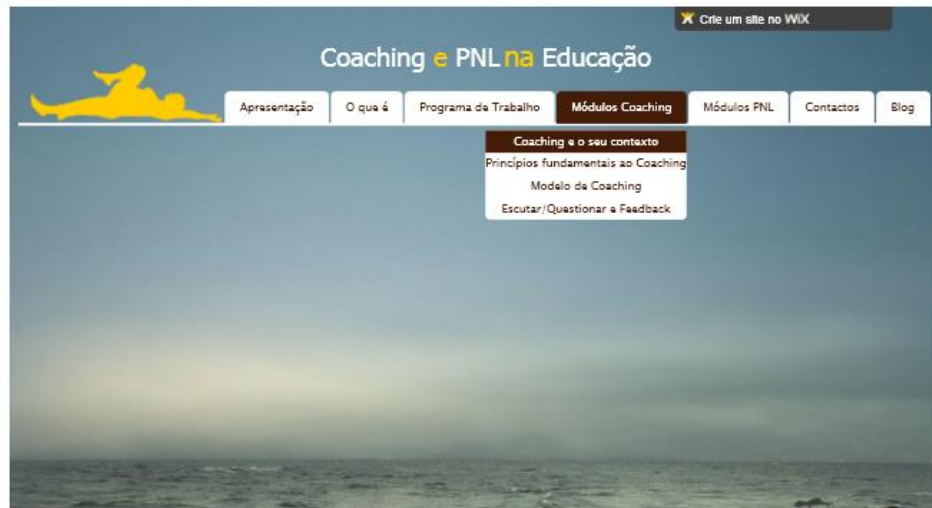 Crie um site no WiX
Coaching e PNL na Educação
Apresentação O que é Programa de Trabalho Módulos Coaching Módulos PNL Contactos Blog
Coaching e o seu contexto
Princípios fundamentais ao Coaching
Modelo de Coaching
Escutar/Questionar e Feedback